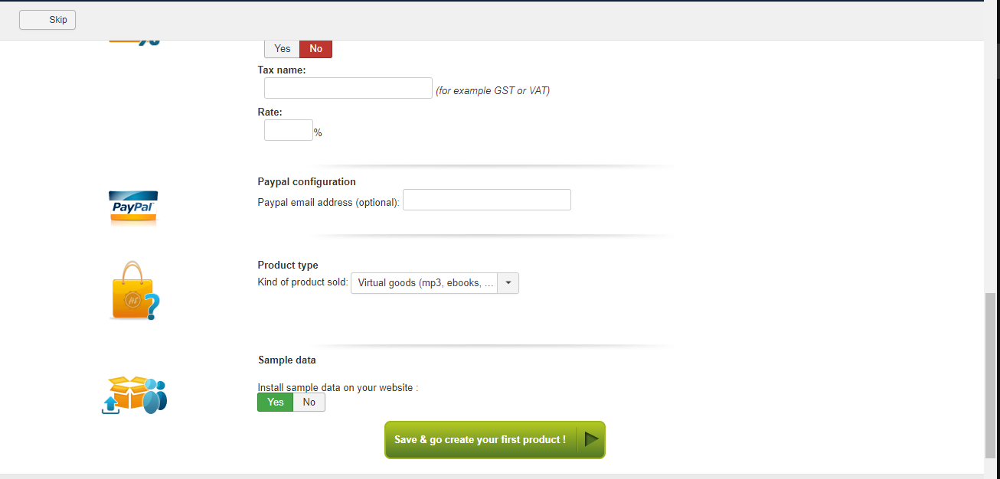 Skip
Yes No
Tax name:
(for example GST or VAT)
Rate:
%
Paypal configuration
PayPal
Paypal email address (optional):
Product type
Kind of product sold: Virtual goods (mp3, ebooks, ...
?
Sample data
Install sample data on your website :
Yes No
Save & go create your first product !